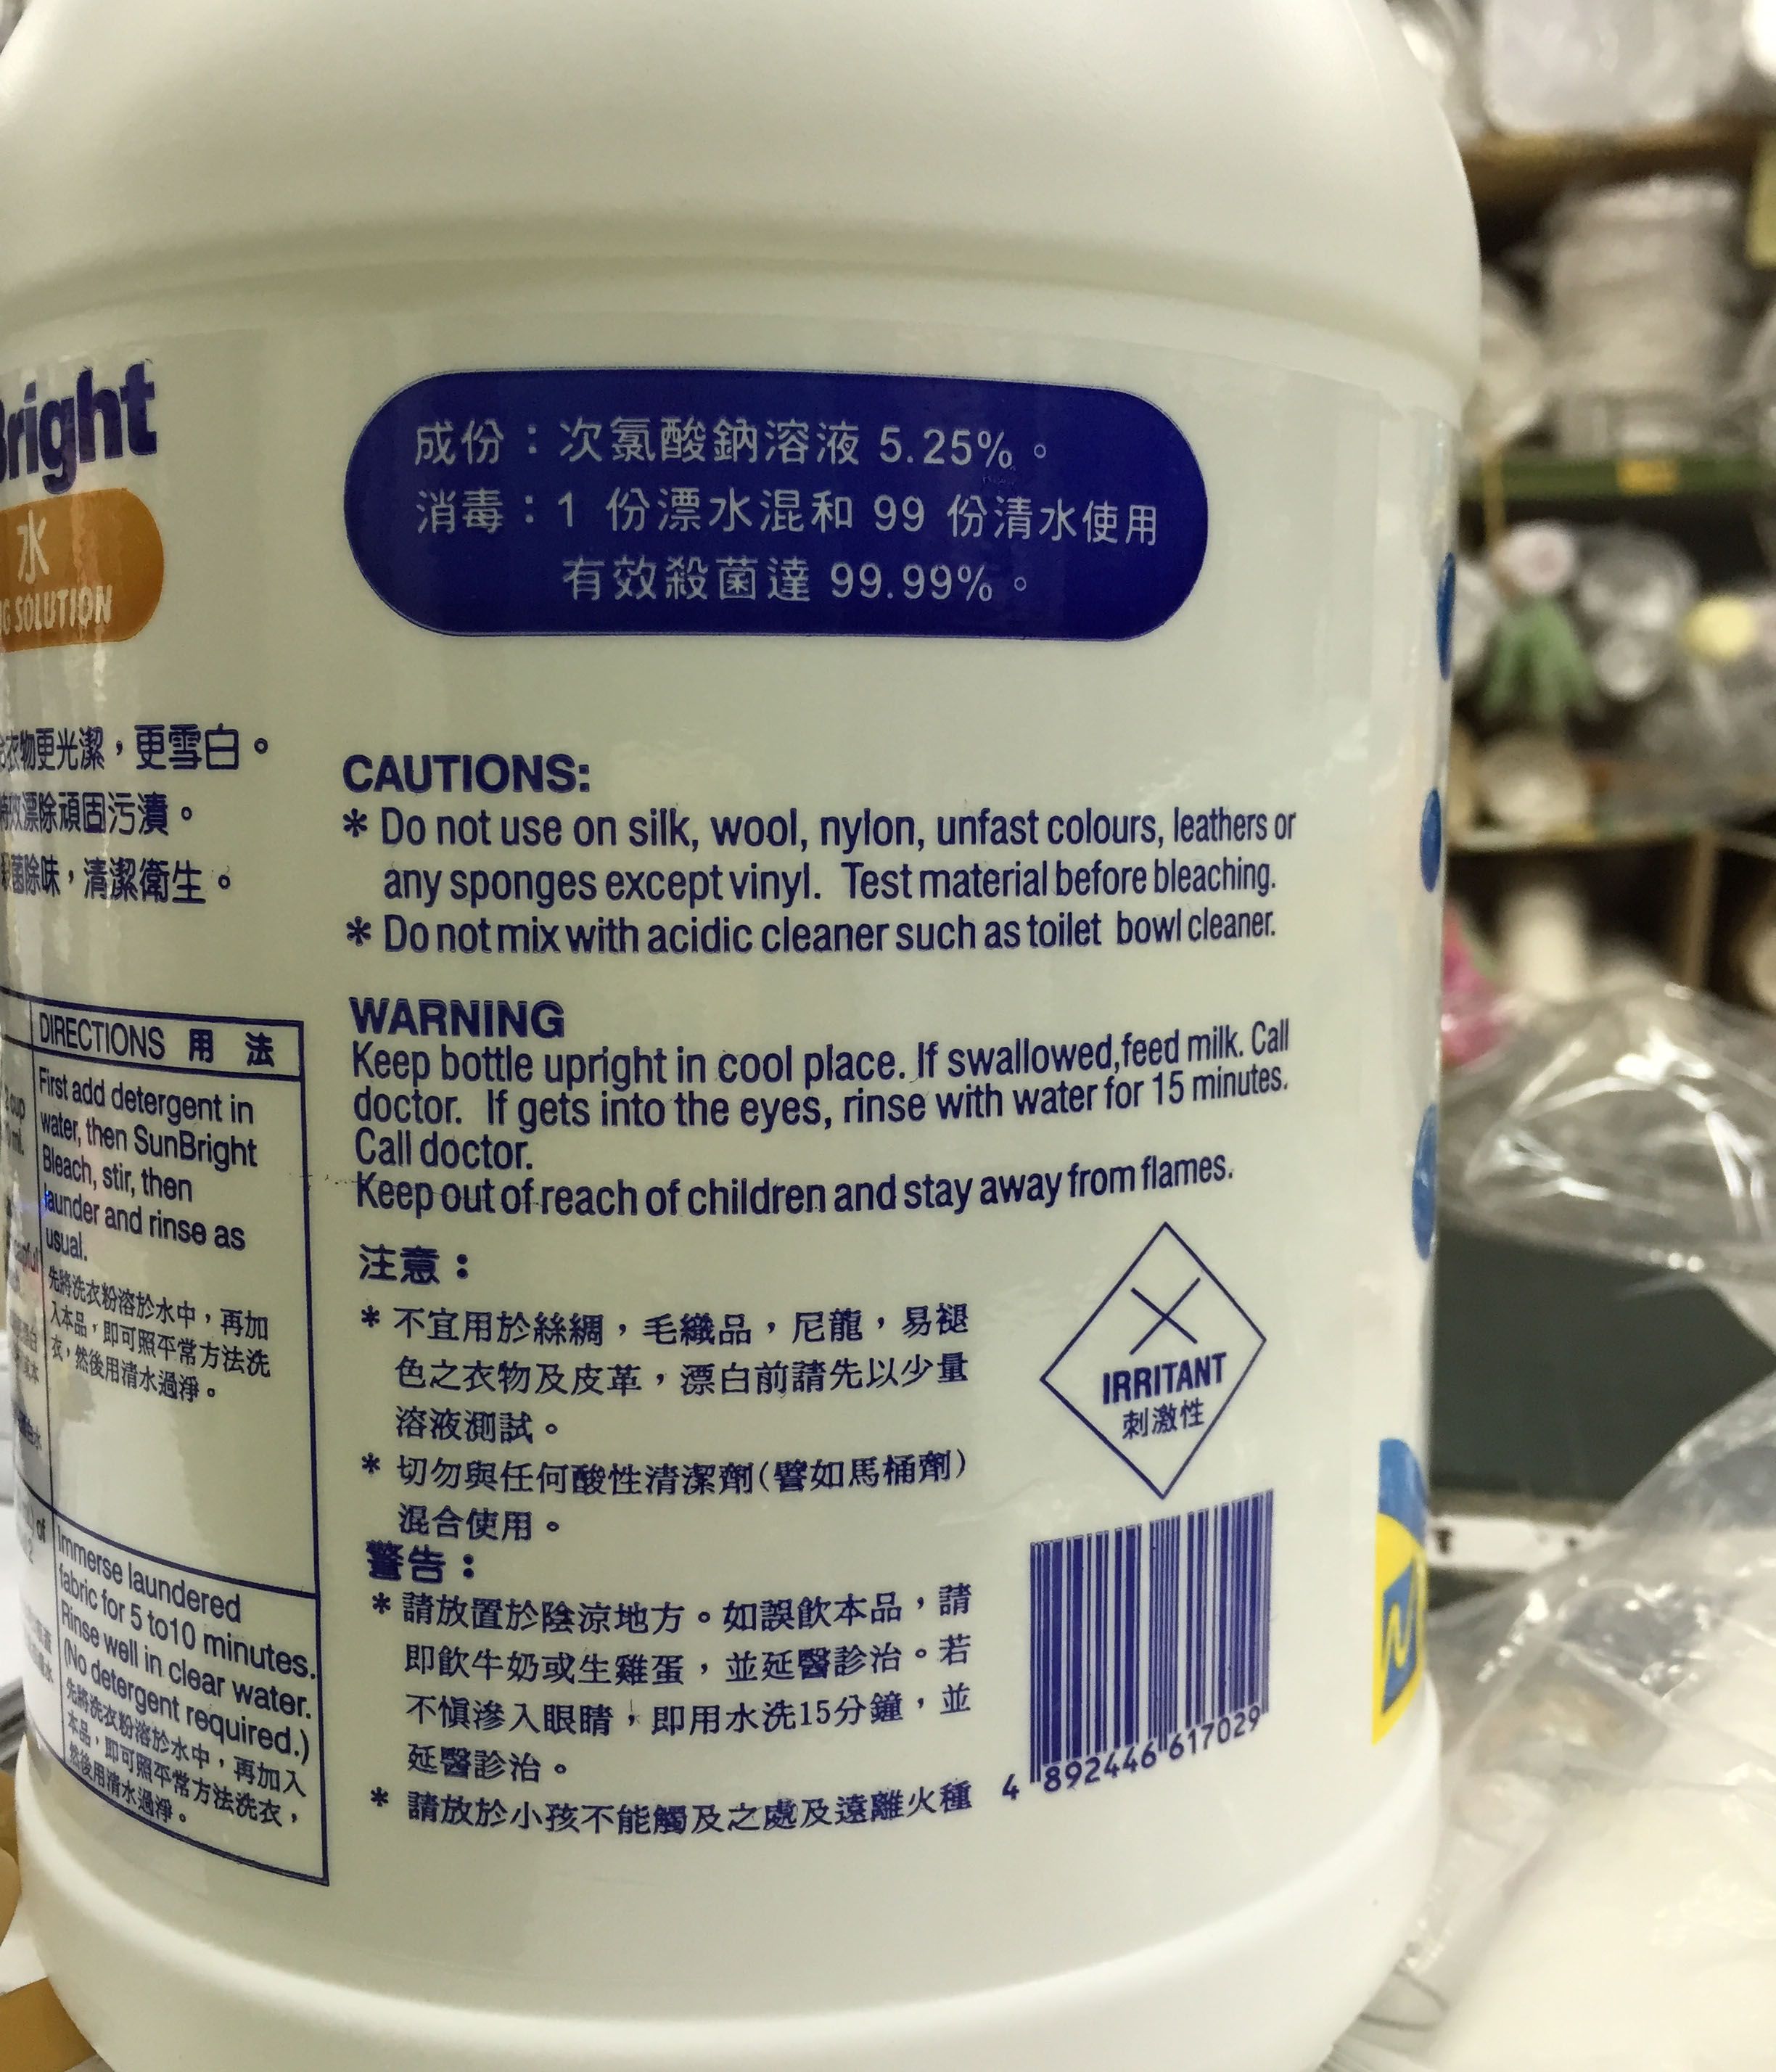 right
水
SOLUTION
衣物更光潔，更雪白。
漂除頑固污漬。
菌除味，清潔衛生。
DIRECTIONS 用 法
First add detergent in
water, then SunBright
Bleach, stir, then
launder and rinse as
usual.
先將洗衣粉溶於水中，再加
入本品，即可照平常方法洗
衣，然後用清水過淨。
Immerse laundered
fabric for 5 to10 minutes.
Rinse well in clear water.
(No detergent required.)
先將洗衣粉溶於水中，再加入
本品，即可照平常方法洗衣，
然後用清水過淨。
成份：次氯酸鈉溶液 5.25%。
消毒：1 份漂水混和 99 份清水使用
有效殺菌達 99.99%。
CAUTIONS:
* Do not use on silk, wool, nylon, unfast colours, leathers or
any sponges except vinyl. Test material before bleaching.
* Do not mix with acidic cleaner such as toilet bowl cleaner.
WARNING
Keep bottle upright in cool place. If swallowed,feed milk. Call
doctor. If gets into the eyes, rinse with water for 15 minutes.
Call doctor.
Keep out of reach of children and stay away from flames.
注意：
* 不宜用於絲綢，毛織品，尼龍，易褪
色之衣物及皮革，漂白前請先以少量
溶液測試。
* 切勿與任何酸性清潔劑(譬如馬桶劑)
混合使用。
警告：
* 請放置於陰涼地方。如誤飲本品，請
即飲牛奶或生雞蛋，並延醫診治。若
不慎滲入眼睛，即用水洗15分鐘，並
延醫診治。
* 請放於小孩不能觸及之處及遠離火種
IRRITANT
刺激性
4 892446 617029